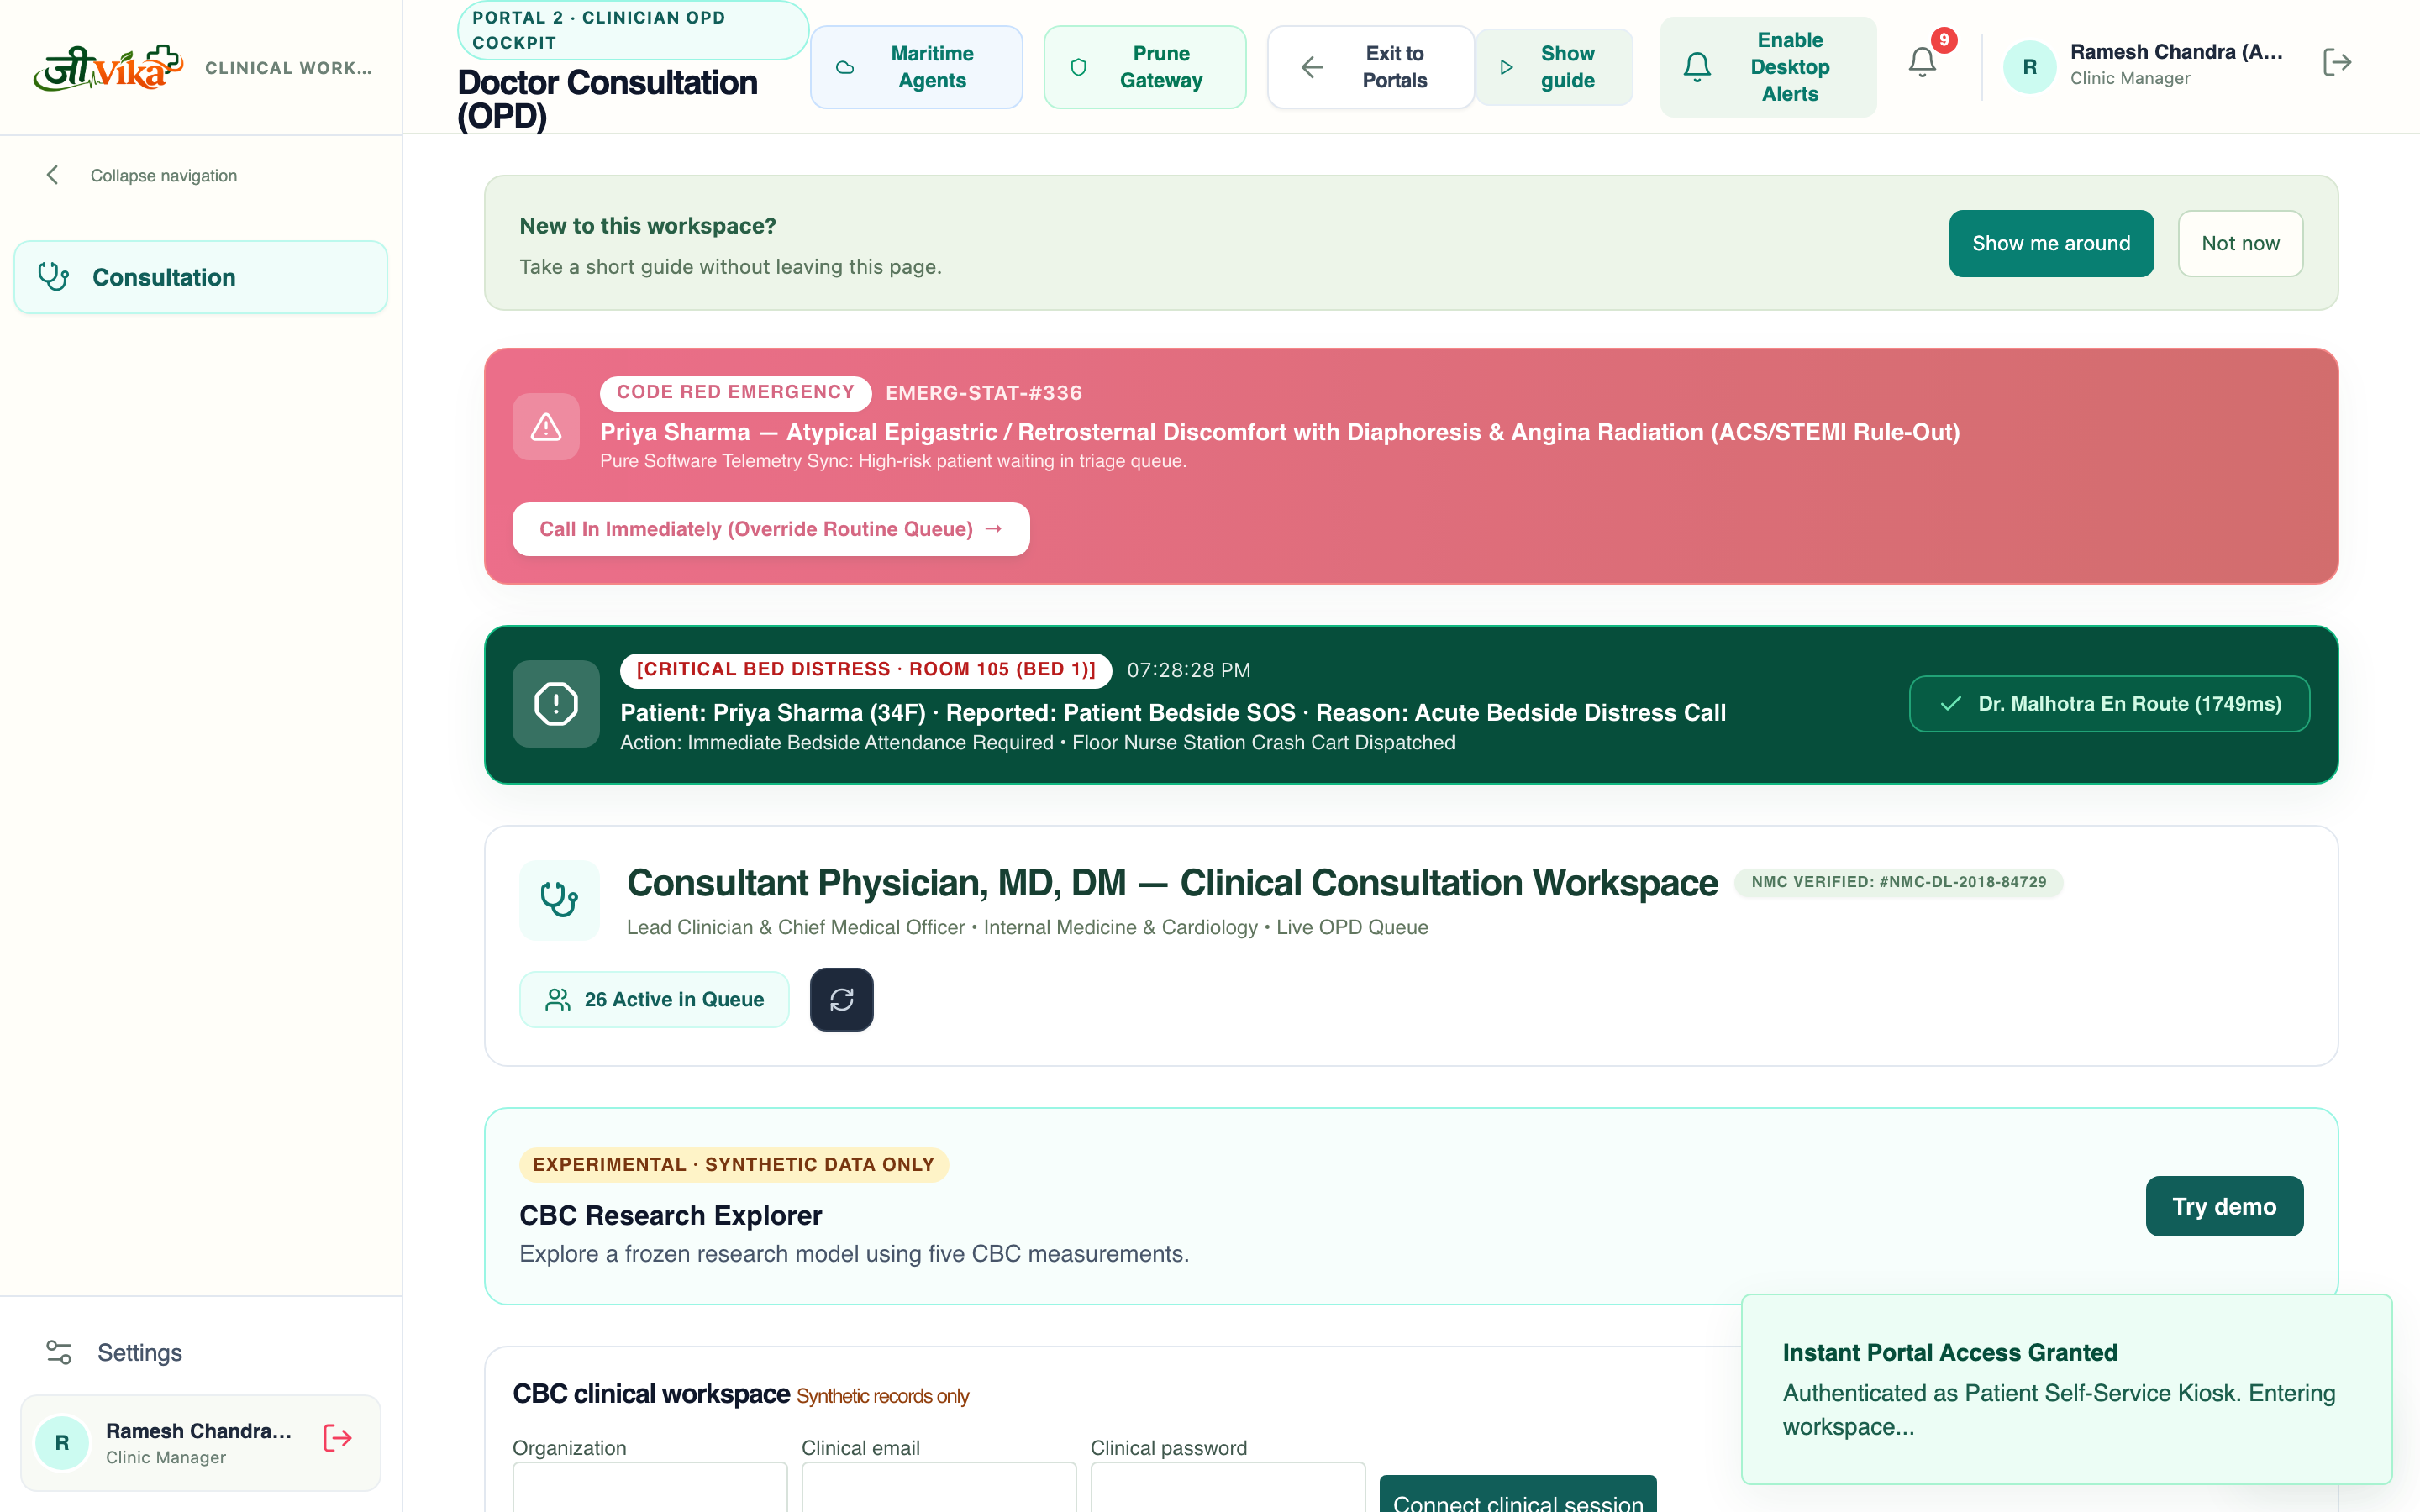 जीvika
CLINICAL WORK...
Collapse navigation
Consultation
Settings
R
Ramesh Chandra...
Clinic Manager
PORTAL 2 · CLINICIAN OPD
COCKPIT
Doctor Consultation
(OPD)
Maritime
Agents
Prune
Gateway
Exit to
Portals
Show
guide
Enable
Desktop
Alerts
9
R
Ramesh Chandra (A...
Clinic Manager
New to this workspace?
Take a short guide without leaving this page.
Show me around
Not now
CODE RED EMERGENCY EMERG-STAT-#336
Priya Sharma — Atypical Epigastric / Retrosternal Discomfort with Diaphoresis & Angina Radiation (ACS/STEMI Rule-Out)
Pure Software Telemetry Sync: High-risk patient waiting in triage queue.
Call In Immediately (Override Routine Queue) →
[CRITICAL BED DISTRESS · ROOM 105 (BED 1)] 07:28:28 PM
Patient: Priya Sharma (34F) · Reported: Patient Bedside SOS · Reason: Acute Bedside Distress Call
Action: Immediate Bedside Attendance Required • Floor Nurse Station Crash Cart Dispatched
Dr. Malhotra En Route (1749ms)
Consultant Physician, MD, DM — Clinical Consultation Workspace
NMC VERIFIED: #NMC-DL-2018-84729
Lead Clinician & Chief Medical Officer • Internal Medicine & Cardiology • Live OPD Queue
26 Active in Queue
EXPERIMENTAL · SYNTHETIC DATA ONLY
CBC Research Explorer
Explore a frozen research model using five CBC measurements.
Try demo
CBC clinical workspace Synthetic records only
Organization
Clinical email
Clinical password
Connect clinical session
Instant Portal Access Granted
Authenticated as Patient Self-Service Kiosk. Entering
workspace...